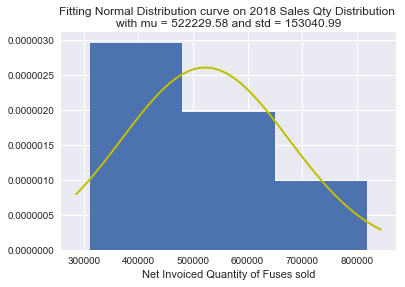 Fitting Normal Distribution curve on 2018 Sales Qty Distribution
with mu = 522229.58 and std = 153040.99
0.0000030
0.0000025
0.0000020
0.0000015
0.0000010
0.0000005
0.0000000
300000 400000 500000 600000 700000 800000
Net Invoiced Quantity of Fuses sold